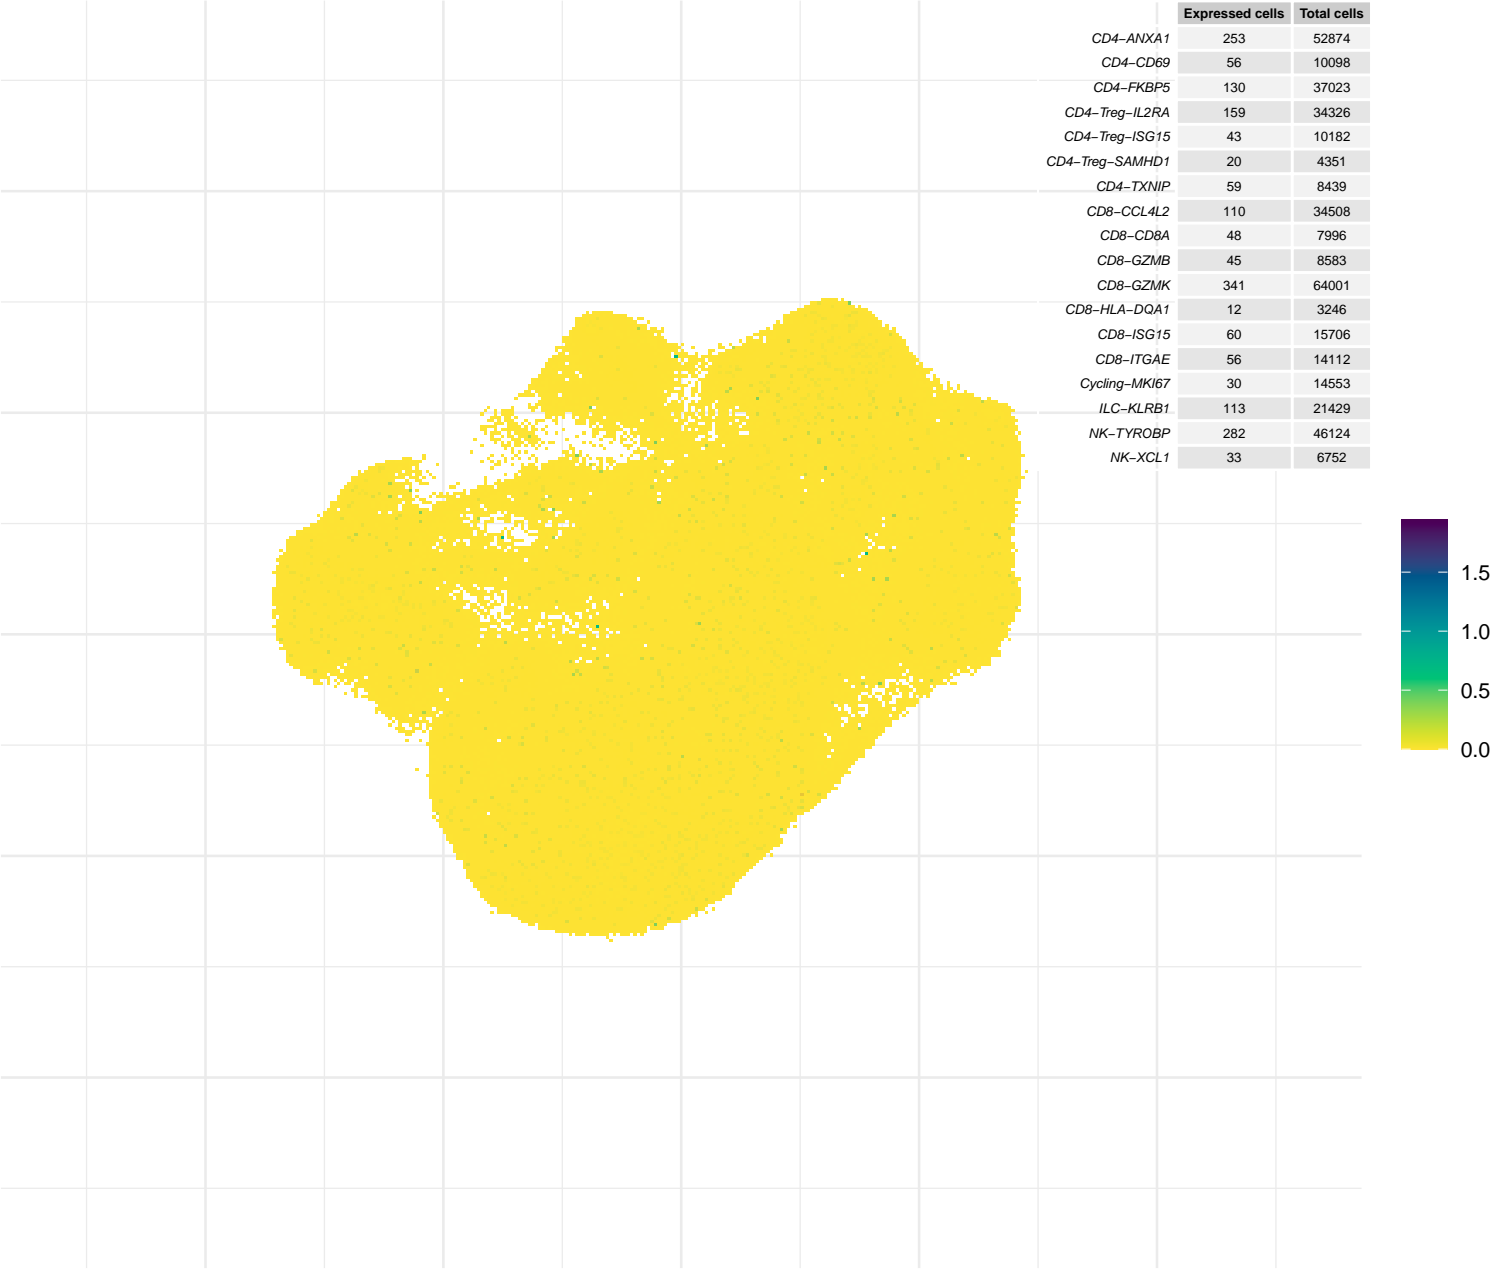 Expressed cells Total cells
CD4−ANXA1 253 52874
CD4−CD69 56 10098
CD4−FKBP5 130 37023
CD4−Treg−IL2RA 159 34326
CD4−Treg−ISG15 43 10182
CD4−Treg−SAMHD1 20 4351
CD4−TXNIP 59 8439
CD8−CCL4L2 110 34508
CD8−CD8A 48 7996
CD8−GZMB 45 8583
CD8−GZMK 341 64001
CD8−HLA−DQA1 12 3246
CD8−ISG15 60 15706
CD8−ITGAE 56 14112
Cycling−MKI67 30 14553
ILC−KLRB1 113 21429
NK−TYROBP 282 46124
NK−XCL1 33 6752
1.5
1.0
0.5
0.0